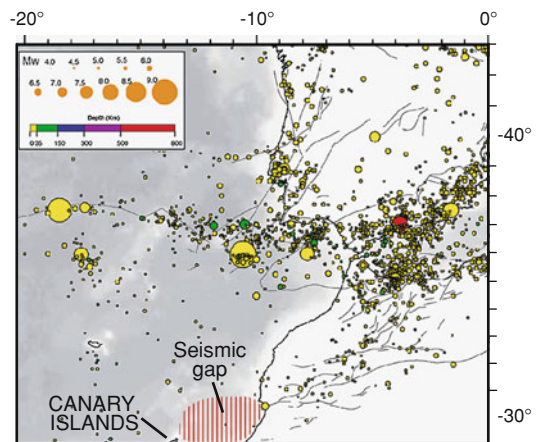 -20° -10° 0°
Mw 4.0 4.5 5.0 5.5 6.0
6.5 7.0 7.5 8.0 8.5 9.0
Depth (Km)
0 35 150 300 500 800
-40°
Seismic
gap
CANARY
ISLANDS
-30°